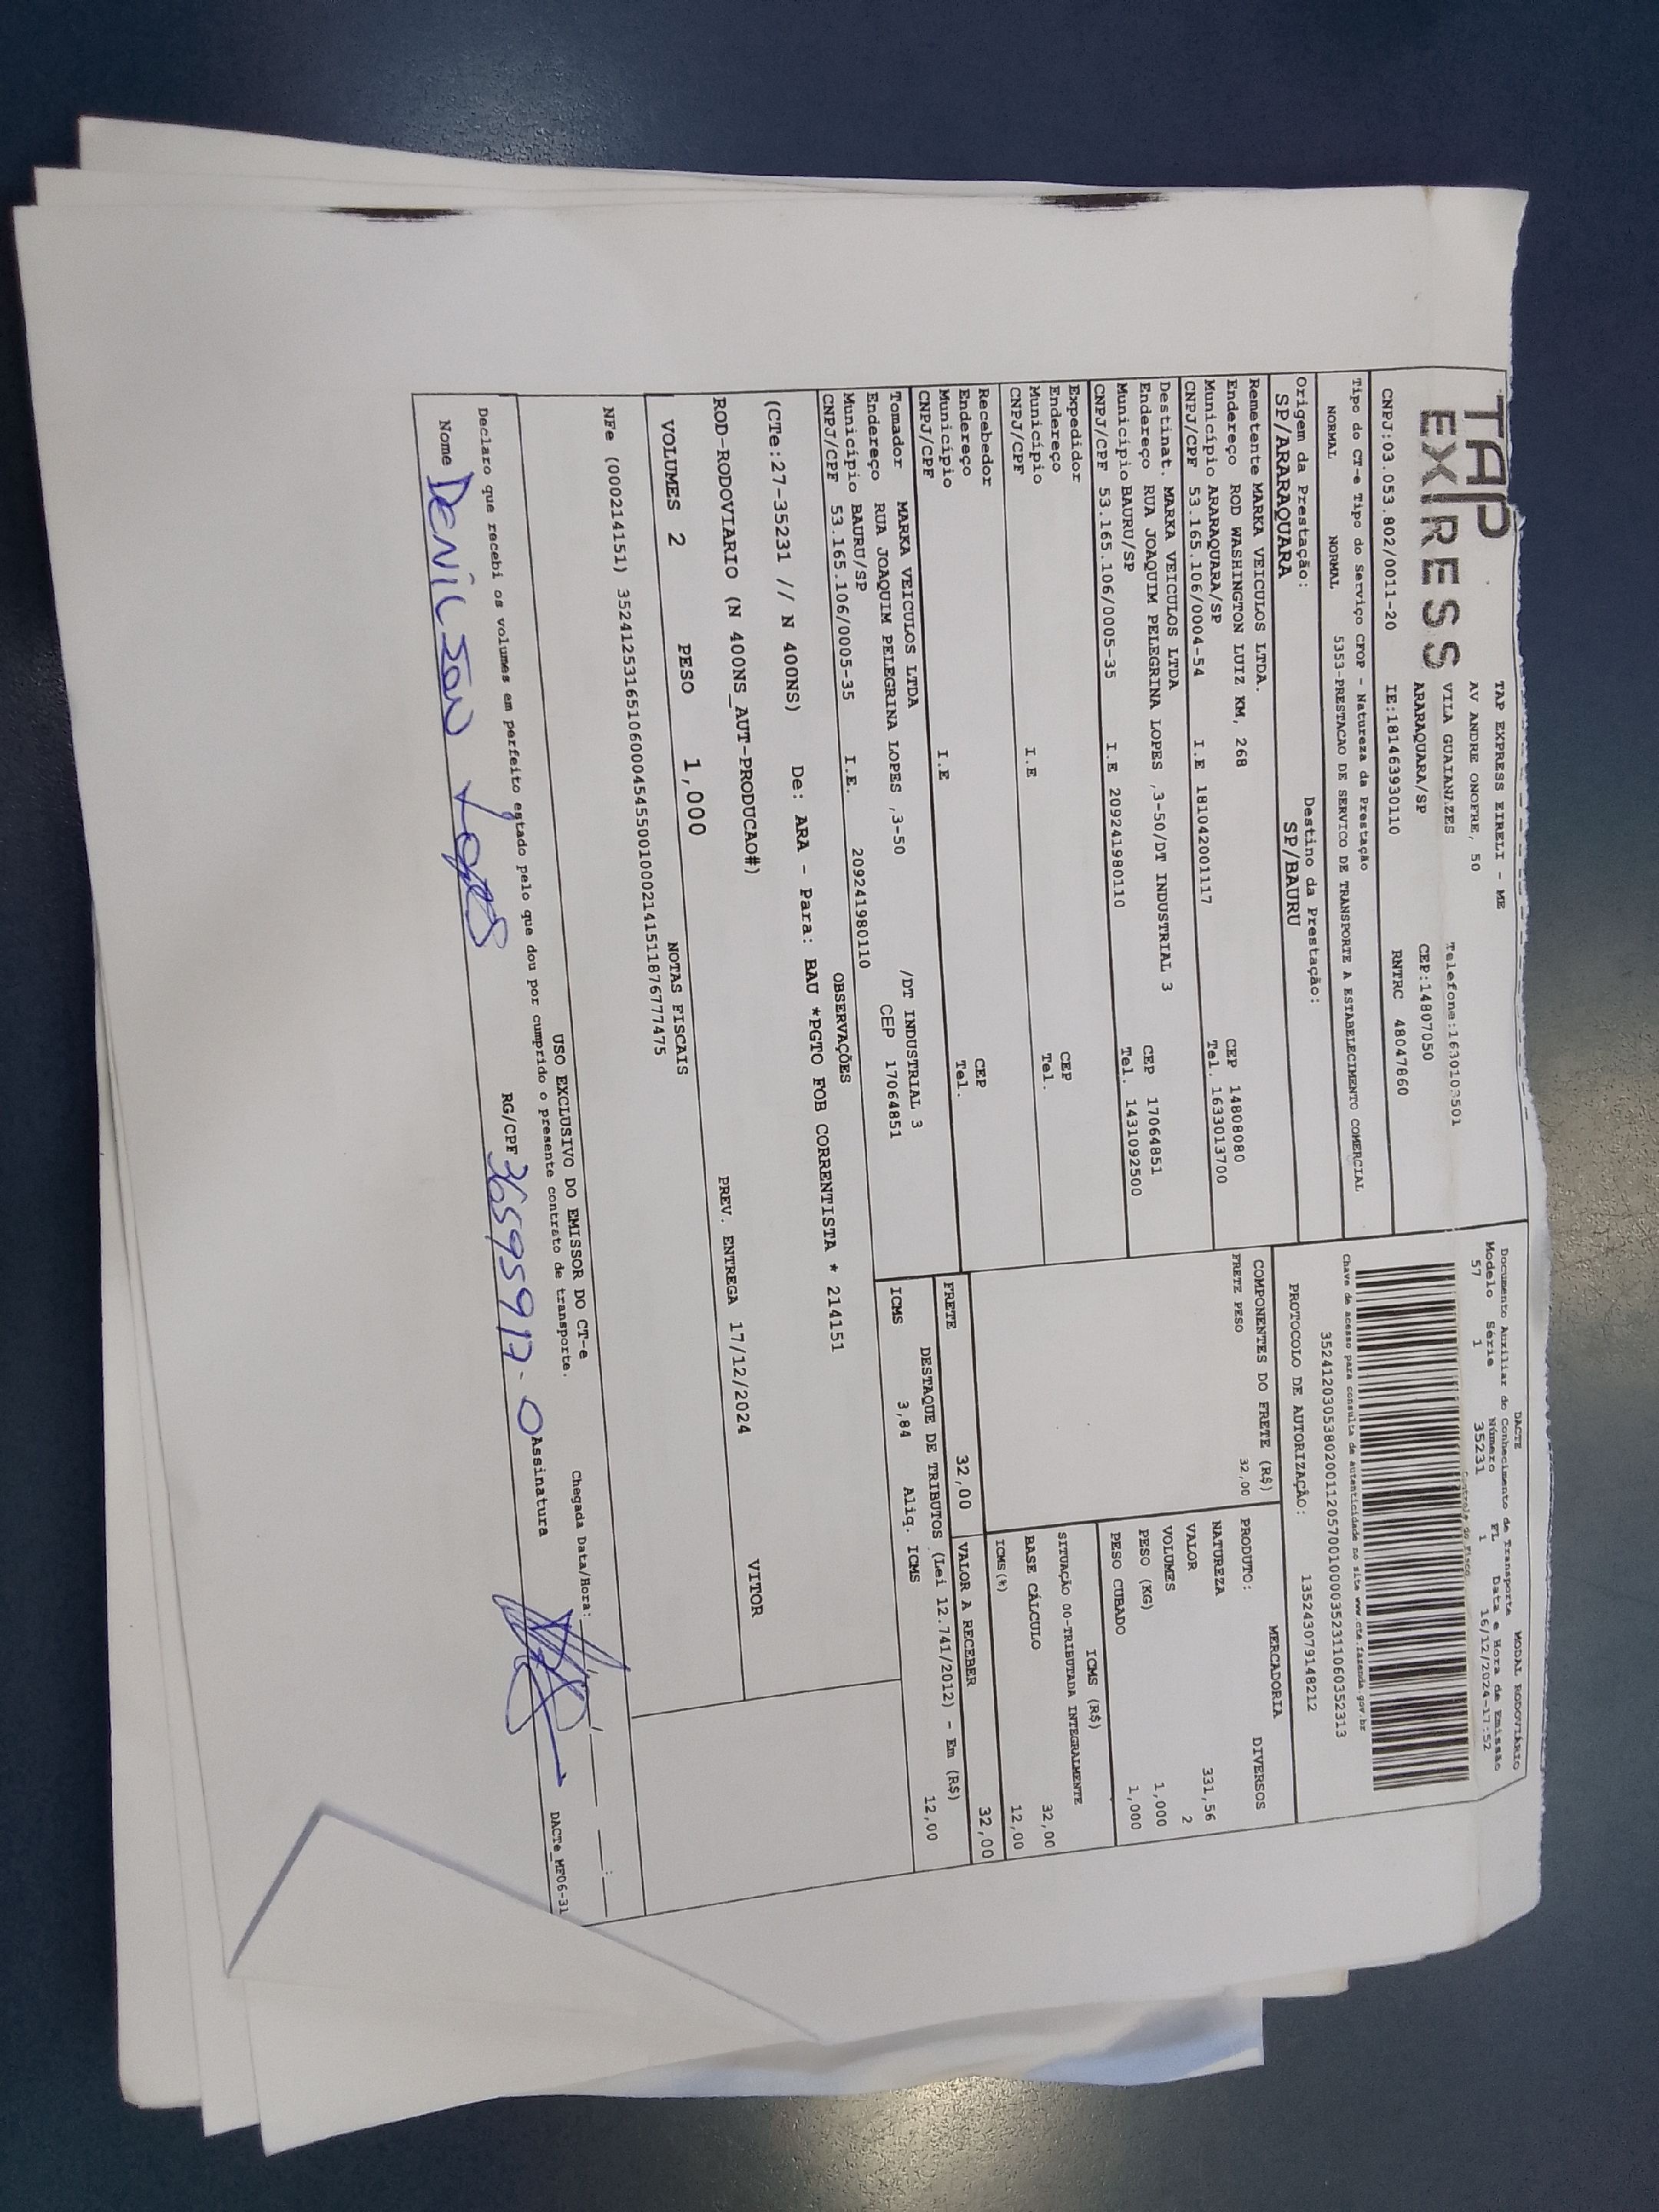 TAP EXPRESS
TAP EXPRESS EIRELI - ME
AV ANDRE ONOFRE, 50
VILA GUAIANAZES Telefone:1630103501
ARARAQUARA/SP CEP:14807050
CNPJ:03.053.802/0011-20 IE:181463930110 RNTRC 48047860
DACTE MODAL RODOVIÁRIO
Documento Auxiliar do Conhecimento de Transporte
Modelo Série Número FL Data e Hora de Emissão
57 1 35231 1 16/12/2024-17:52
Controle do Fisco
Chave de acesso para consulta de autenticidade no site www.cte.fazenda.gov.br
35241203053802001120570010000352311060352313
PROTOCOLO DE AUTORIZAÇÃO: 135243079148212
Tipo do CT-e Tipo do Serviço CFOP - Natureza da Prestação
NORMAL NORMAL 5353-PRESTACAO DE SERVICO DE TRANSPORTE A ESTABELECIMENTO COMERCIAL
Origem da Prestação: Destino da Prestação:
SP/ARARAQUARA SP/BAURU
Remetente MARKA VEICULOS LTDA.
Endereço ROD WASHINGTON LUIZ KM, 268
Município ARARAQUARA/SP CEP 14808080
CNPJ/CPF 53.165.106/0004-54 I.E 181042001117 Tel. 1633013700
Destinat. MARKA VEICULOS LTDA
Endereço RUA JOAQUIM PELEGRINA LOPES ,3-50/DT INDUSTRIAL 3
Município BAURU/SP CEP 17064851
CNPJ/CPF 53.165.106/0005-35 I.E 209241980110 Tel. 1431092500
Expedidor
Endereço
Município CEP
CNPJ/CPF I.E Tel.
Recebedor
Endereço
Município CEP
CNPJ/CPF I.E Tel.
Tomador MARKA VEICULOS LTDA
Endereço RUA JOAQUIM PELEGRINA LOPES ,3-50 /DT INDUSTRIAL 3
Município BAURU/SP CEP 17064851
CNPJ/CPF 53.165.106/0005-35 I.E. 209241980110
COMPONENTES DO FRETE (R$)
FRETE PESO 32,00
MERCADORIA
PRODUTO: DIVERSOS
NATUREZA
VALOR 331,56
VOLUMES 2
PESO (KG) 1,000
PESO CUBADO 1,000
ICMS (R$)
SITUAÇÃO 00-TRIBUTADA INTEGRALMENTE
BASE CÁLCULO 32,00
ICMS(%) 12,00
FRETE 32,00 VALOR A RECEBER 32,00
DESTAQUE DE TRIBUTOS (Lei 12.741/2012) - Em (R$)
ICMS 3,84 Aliq. ICMS 12,00
OBSERVAÇÕES
(CTe:27-35231 // N 400NS) De: ARA - Para: BAU *PGTO FOB CORRENTISTA * 214151
ROD-RODOVIARIO (N 400NS_AUT-PRODUCAO#) PREV. ENTREGA 17/12/2024 VITOR
VOLUMES 2 PESO 1,000 NOTAS FISCAIS
NFe (000214151) 35241253165106000454550010002141511876777475
USO EXCLUSIVO DO EMISSOR DO CT-e
Declaro que recebi os volumes em perfeito estado pelo que dou por cumprido o presente contrato de transporte. Chegada Data/Hora: __/__ __:__
Nome DENILSON Lopes RG/CPF 36595917-0 Assinatura
DACTe_MF06-31